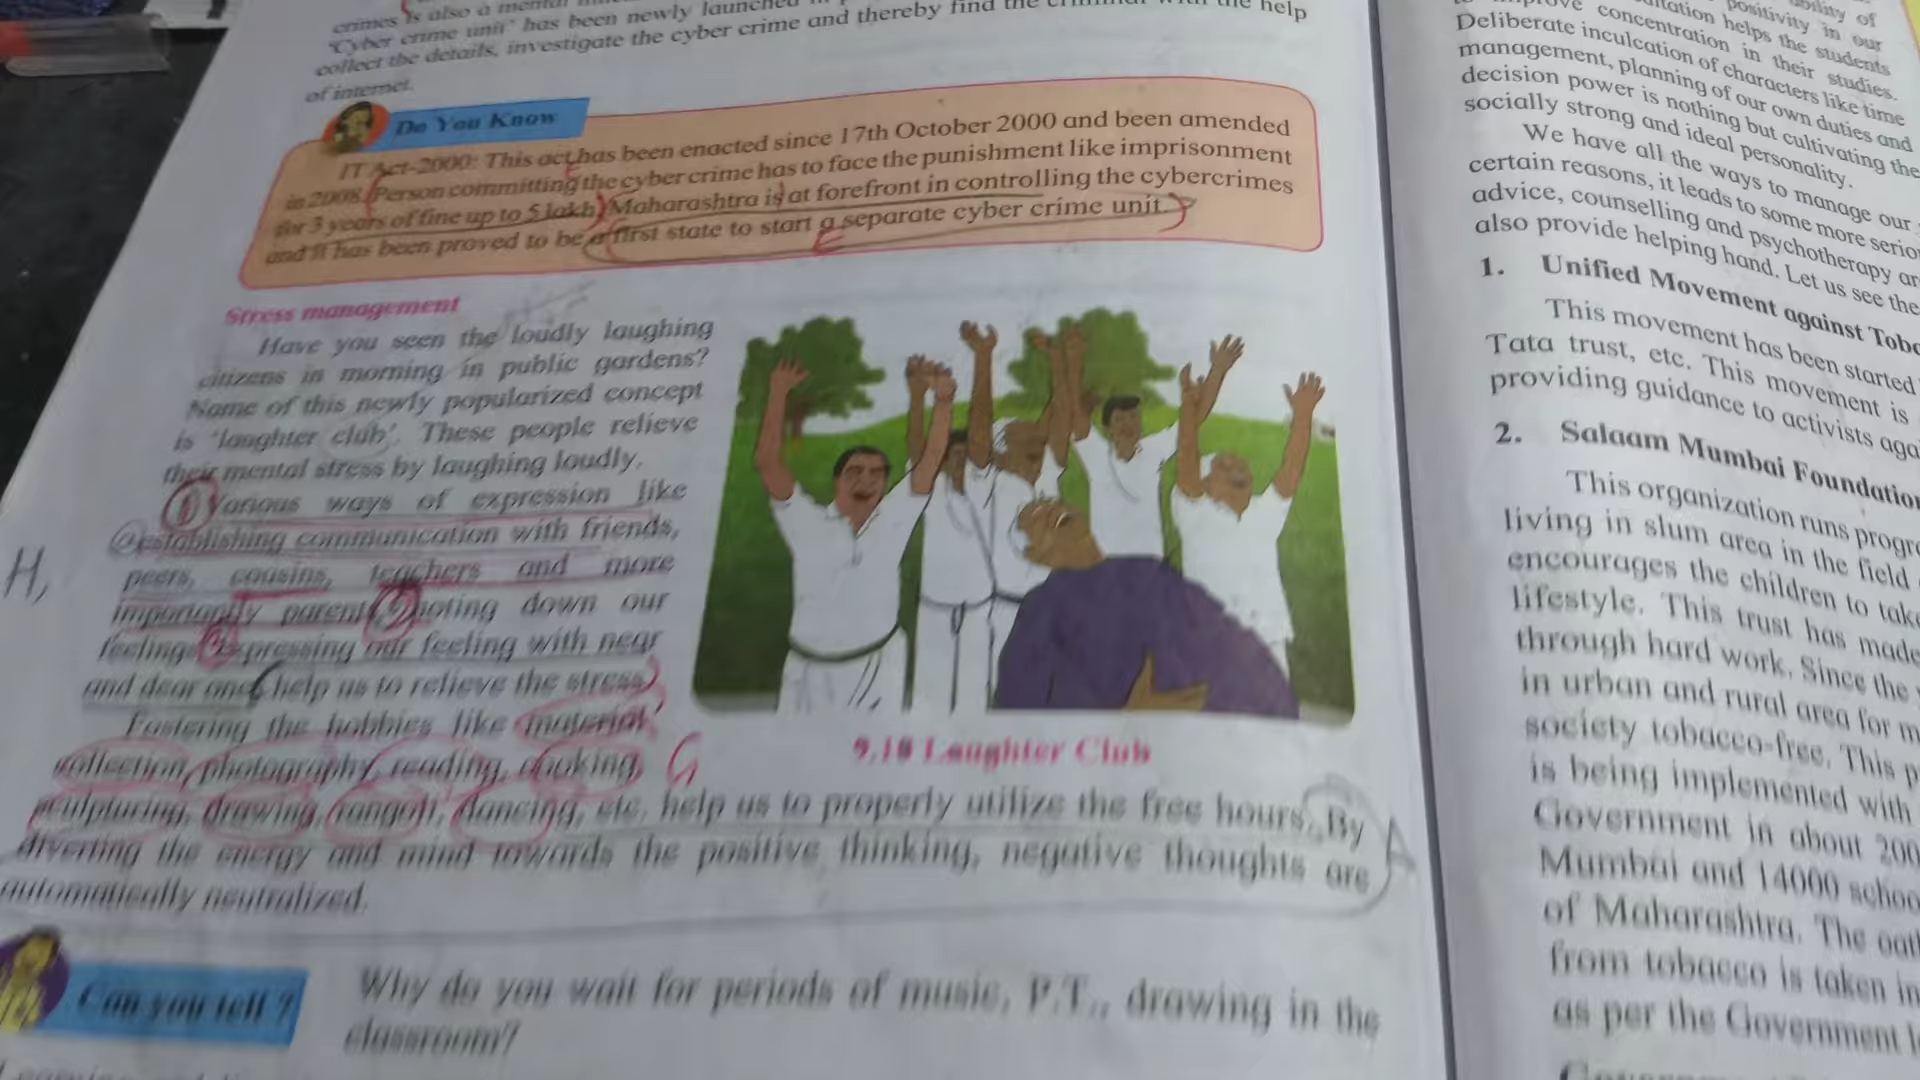 crimes is also a mental
'Cyber crime unit' has been newly launched in
collect the details, investigate the cyber crime and thereby find the criminal with the help
of internet.
Do You Know
IT Act-2000: This act has been enacted since 17th October 2000 and been amended
in 2008. Person committing the cyber crime has to face the punishment like imprisonment
for 3 years of fine up to 5 lakh. Maharashtra is at forefront in controlling the cybercrimes
and it has been proved to be a first state to start a separate cyber crime unit.
Stress management
Have you seen the loudly laughing
citizens in morning in public gardens?
Name of this newly popularized concept
is 'laughter club'. These people relieve
their mental stress by laughing loudly.
Various ways of expression like
establishing communication with friends,
peers, cousins, teachers and more
importantly parent, noting down our
feelings, expressing our feeling with near
and dear ones help us to relieve the stress.
Fostering the hobbies like material
collection, photography, reading, cooking,
sculpturing, drawing, rangoli, dancing, etc. help us to properly utilize the free hours. By
diverting the energy and mind towards the positive thinking, negative thoughts are
automatically neutralized.
H,
9.10 Laughter Club
Can you tell ?
Why do you wait for periods of music, P.T., drawing in the
classroom?
ability of
positivity in our
helps the students
concentration in their studies.
Deliberate inculcation of characters like time
management, planning of our own duties and
decision power is nothing but cultivating the
socially strong and ideal personality.
We have all the ways to manage our
certain reasons, it leads to some more
advice, counselling and psychotherapy
also provide helping hand. Let us see the
1. Unified Movement against
This movement has been started
Tata trust, etc. This movement is
providing guidance to activists
2. Salaam Mumbai
This organization runs
living in slum area in the field
encourages the children to
lifestyle. This trust has made
through hard work. Since the
in urban and rural area for
society tobacco-free. This
is being implemented with
Government in about 200
Mumbai and 14000
of Maharashtra. The
from tobacco is taken in
as per the Government